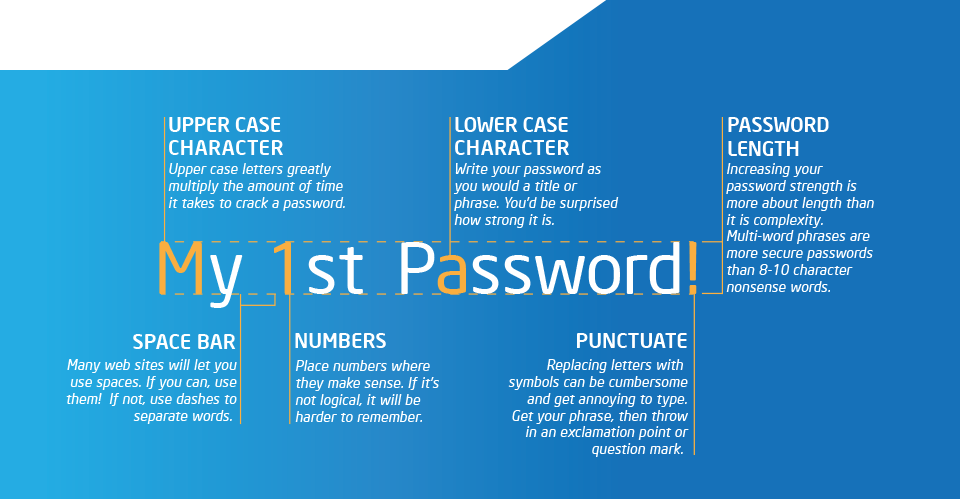 UPPER CASE
CHARACTER
Upper case letters greatly
multiply the amount of time
it takes to crack a password.
LOWER CASE
CHARACTER
Write your password as
you would a title or
phrase. You'd be surprised
how strong it is.
PASSWORD
LENGTH
Increasing your
password strength is
more about length than
it is complexity.
Multi-word phrases are
more secure passwords
than 8-10 character
nonsense words.
My 1st Password!
SPACE BAR
Many web sites will let you
use spaces. If you can, use
them! If not, use dashes to
separate words.
NUMBERS
Place numbers where
they make sense. If it's
not logical, it will be
harder to remember.
PUNCTUATE
Replacing letters with
symbols can be cumbersome
and get annoying to type.
Get your phrase, then throw
in an exclamation point or
question mark.